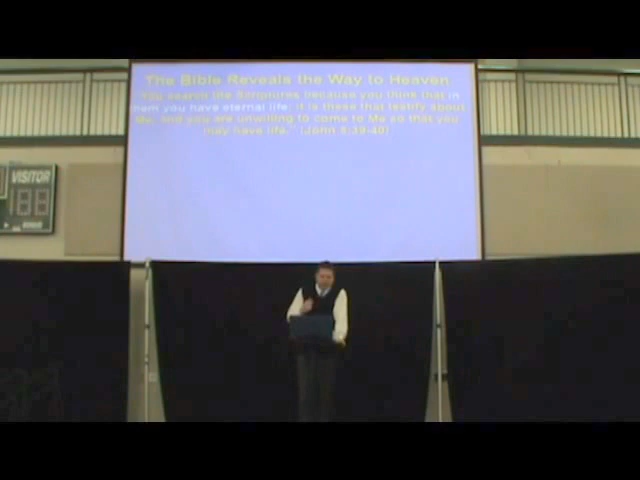 The Bible Reveals the Way to Heaven
"You search the Scriptures because you think that in
them you have eternal life; it is these that testify about
Me, and you are unwilling to come to Me so that you
may have life." (John 5:39-40)
VISITOR
188